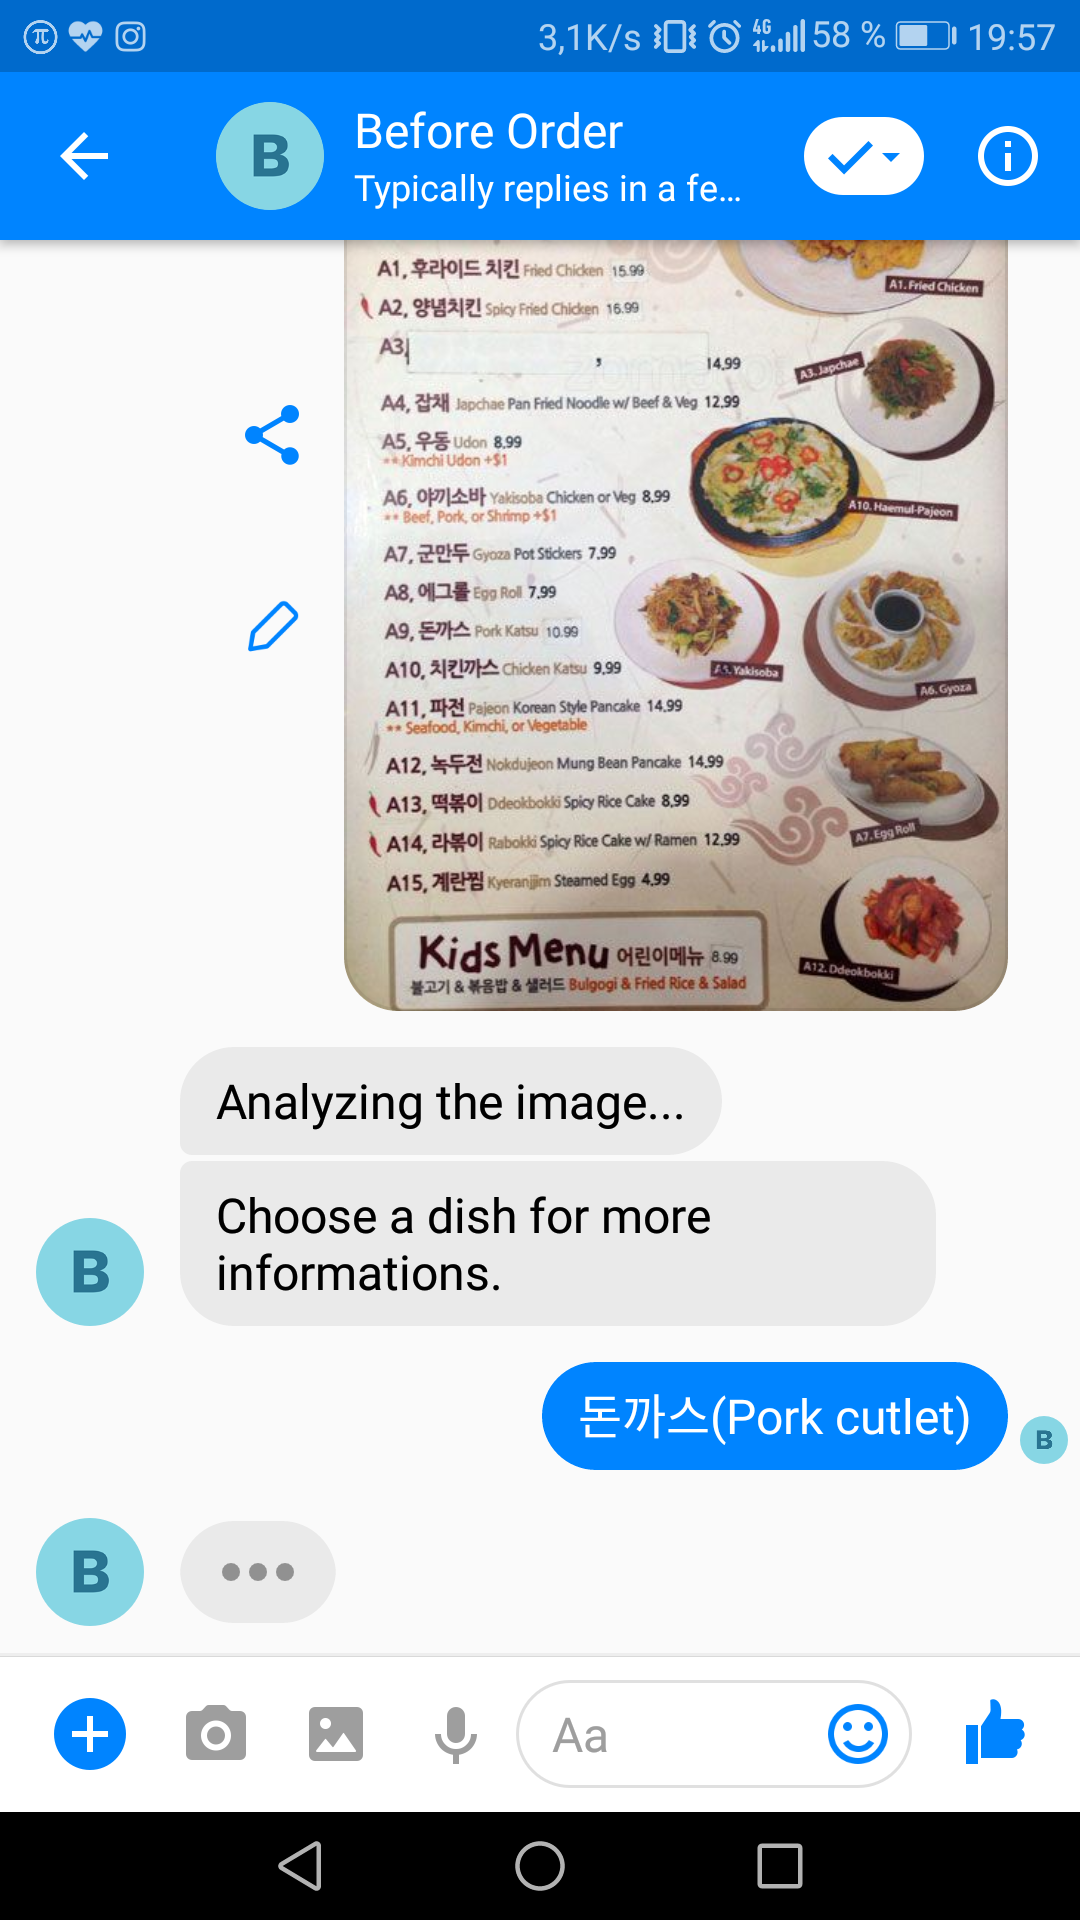 3,1K/s 4G 58 % 19:57
B
Before Order
Typically replies in a fe...
A1, 후라이드 치킨 Fried Chicken 15.99
A1. Fried Chicken
A2, 양념치킨 Spicy Fried Chicken 16.99
A3, , 14,99
A3. Japchae
zomato
A4, 잡채 Japchae Pan Fried Noodle w/ Beef & Veg 12,99
A5, 우동 Udon 8,99
**Kimchi Udon +$1
A6, 야끼소바 Yakisoba Chicken or Veg 8,99
** Beef, Pork, or Shrimp +$1
A10. Haemul-Pajeon
A7, 군만두 Gyoza Pot Stickers 7,99
A8, 에그롤 Egg Roll 7,99
A9, 돈까스 Pork Katsu 10.99
A10, 치킨까스 Chicken Katsu 9,99
A5. Yakisoba
A6. Gyoza
A11, 파전 Pajeon Korean Style Pancake 14,99
** Seafood, Kimchi, or Vegetable
A12, 녹두전 Nokdujeon Mung Bean Pancake 14,99
A13, 떡볶이 Ddeokbokki Spicy Rice Cake 8,99
A14, 라볶이 Rabokki Spicy Rice Cake w/ Ramen 12,99
A7. Egg Roll
A15, 계란찜 Kyeranjjim Steamed Egg 4,99
Kids Menu 어린이메뉴 8.99
불고기 & 볶음밥 & 샐러드 Bulgogi & Fried Rice & Salad
A12. Ddeokbokki
Analyzing the image...
Choose a dish for more
informations.
B
돈까스(Pork cutlet)
B
B
Aa